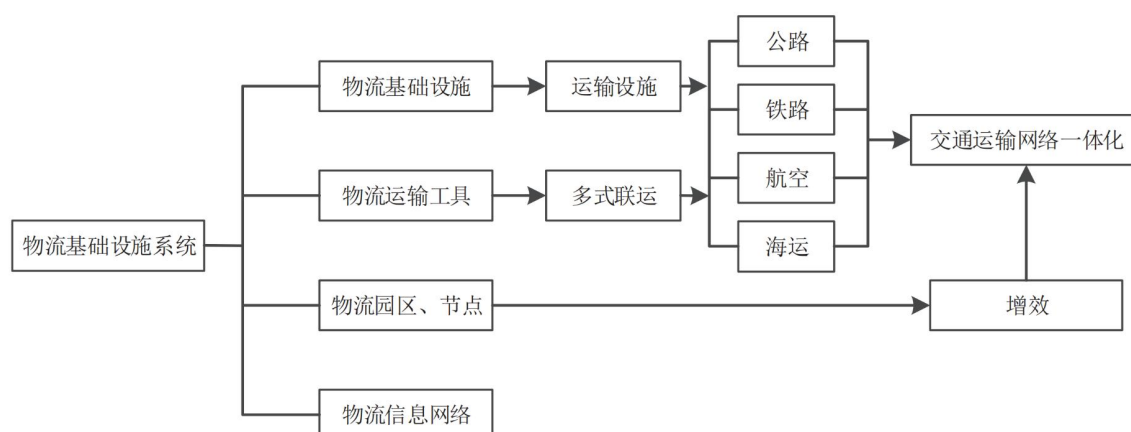 物流基础设施系统
物流基础设施
运输设施
物流运输工具
多式联运
物流园区、节点
物流信息网络
公路
铁路
航空
海运
交通运输网络一体化
增效